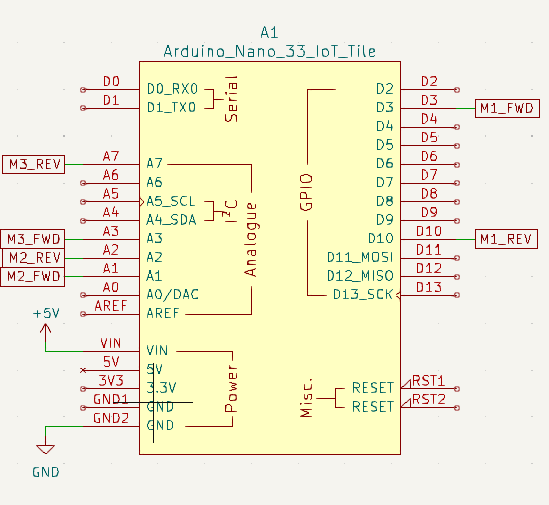 A1
Arduino_Nano_33_IoT_Tile
D0 D0_RX0 D2 D2
D1 D1_TX0 Serial D3 D3 M1_FWD
D4 D4
D5 D5
M3_REV A7 A7 D6 D6
A6 A6 D7 D7
A5 A5_SCL I²C GPIO D8 D8
A4 A4_SDA D9 D9
M3_FWD A3 A3 Analogue D10 D10 M1_REV
M2_REV A2 A2 D11_MOSI D11
M2_FWD A1 A1 D12_MISO D12
A0 A0/DAC D13_SCK D13
AREF AREF
+5V
VIN VIN
5V 5V
3V3 3.3V Power Misc. RESET RST1
GND1 GND RESET RST2
GND2 GND
GND